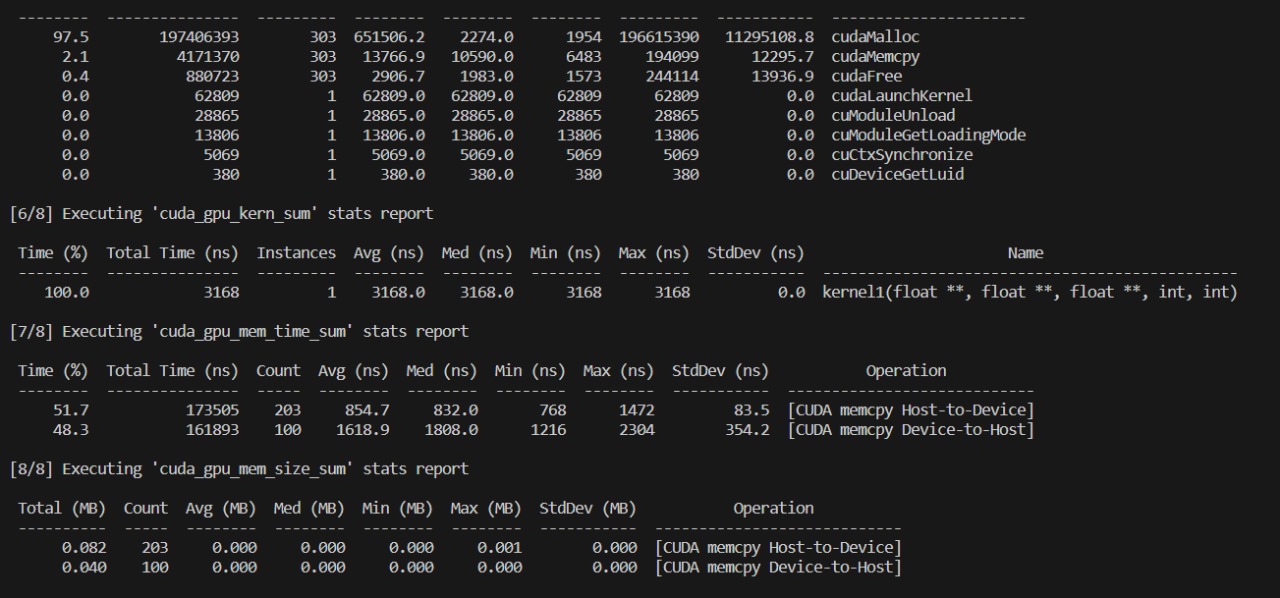 --------  ---------------  ---------  --------  --------  --------  ---------  -----------  ----------------------
97.5  197406393  303  651506.2  2274.0  1954  196615390  11295108.8  cudaMalloc
2.1  4171370  303  13766.9  10590.0  6483  194099  12295.7  cudaMemcpy
0.4  880723  303  2906.7  1983.0  1573  244114  13936.9  cudaFree
0.0  62809  1  62809.0  62809.0  62809  62809  0.0  cudaLaunchKernel
0.0  28865  1  28865.0  28865.0  28865  28865  0.0  cuModuleUnload
0.0  13806  1  13806.0  13806.0  13806  13806  0.0  cuModuleGetLoadingMode
0.0  5069  1  5069.0  5069.0  5069  5069  0.0  cuCtxSynchronize
0.0  380  1  380.0  380.0  380  380  0.0  cuDeviceGetLuid
[6/8] Executing 'cuda_gpu_kern_sum' stats report
Time (%)  Total Time (ns)  Instances  Avg (ns)  Med (ns)  Min (ns)  Max (ns)  StdDev (ns)  Name
--------  ---------------  ---------  --------  --------  --------  --------  -----------  -----------------------------------------------
100.0  3168  1  3168.0  3168.0  3168  3168  0.0  kernel1(float **, float **, float **, int, int)
[7/8] Executing 'cuda_gpu_mem_time_sum' stats report
Time (%)  Total Time (ns)  Count  Avg (ns)  Med (ns)  Min (ns)  Max (ns)  StdDev (ns)  Operation
--------  ---------------  -----  --------  --------  --------  --------  -----------  ----------------------------
51.7  173505  203  854.7  832.0  768  1472  83.5  [CUDA memcpy Host-to-Device]
48.3  161893  100  1618.9  1808.0  1216  2304  354.2  [CUDA memcpy Device-to-Host]
[8/8] Executing 'cuda_gpu_mem_size_sum' stats report
Total (MB)  Count  Avg (MB)  Med (MB)  Min (MB)  Max (MB)  StdDev (MB)  Operation
----------  -----  --------  --------  --------  --------  -----------  ----------------------------
0.082  203  0.000  0.000  0.000  0.001  0.000  [CUDA memcpy Host-to-Device]
0.040  100  0.000  0.000  0.000  0.000  0.000  [CUDA memcpy Device-to-Host]